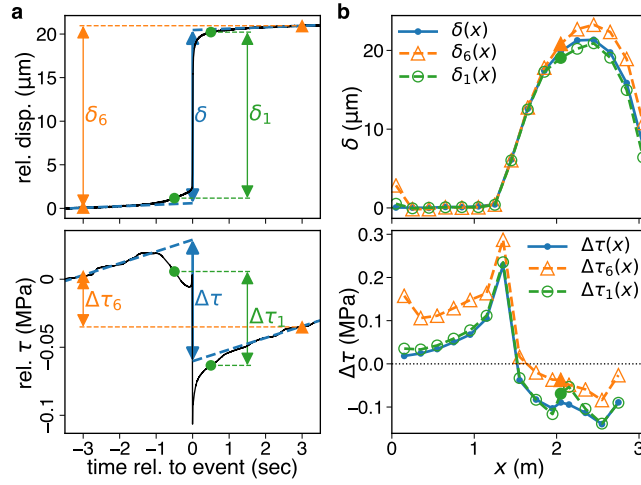 a
b
rel. disp. (μm)
20
15
10
5
0
δ₆
δ
δ₁
δ (μm)
20
10
0
δ(x)
δ₆(x)
δ₁(x)
rel. τ (MPa)
0
−0.05
−0.1
Δτ₆
Δτ
Δτ₁
−3 −2 −1 0 1 2 3
time rel. to event (sec)
Δτ (MPa)
0.3
0.2
0.1
0.0
−0.1
Δτ(x)
Δτ₆(x)
Δτ₁(x)
0 1 2 3
x (m)